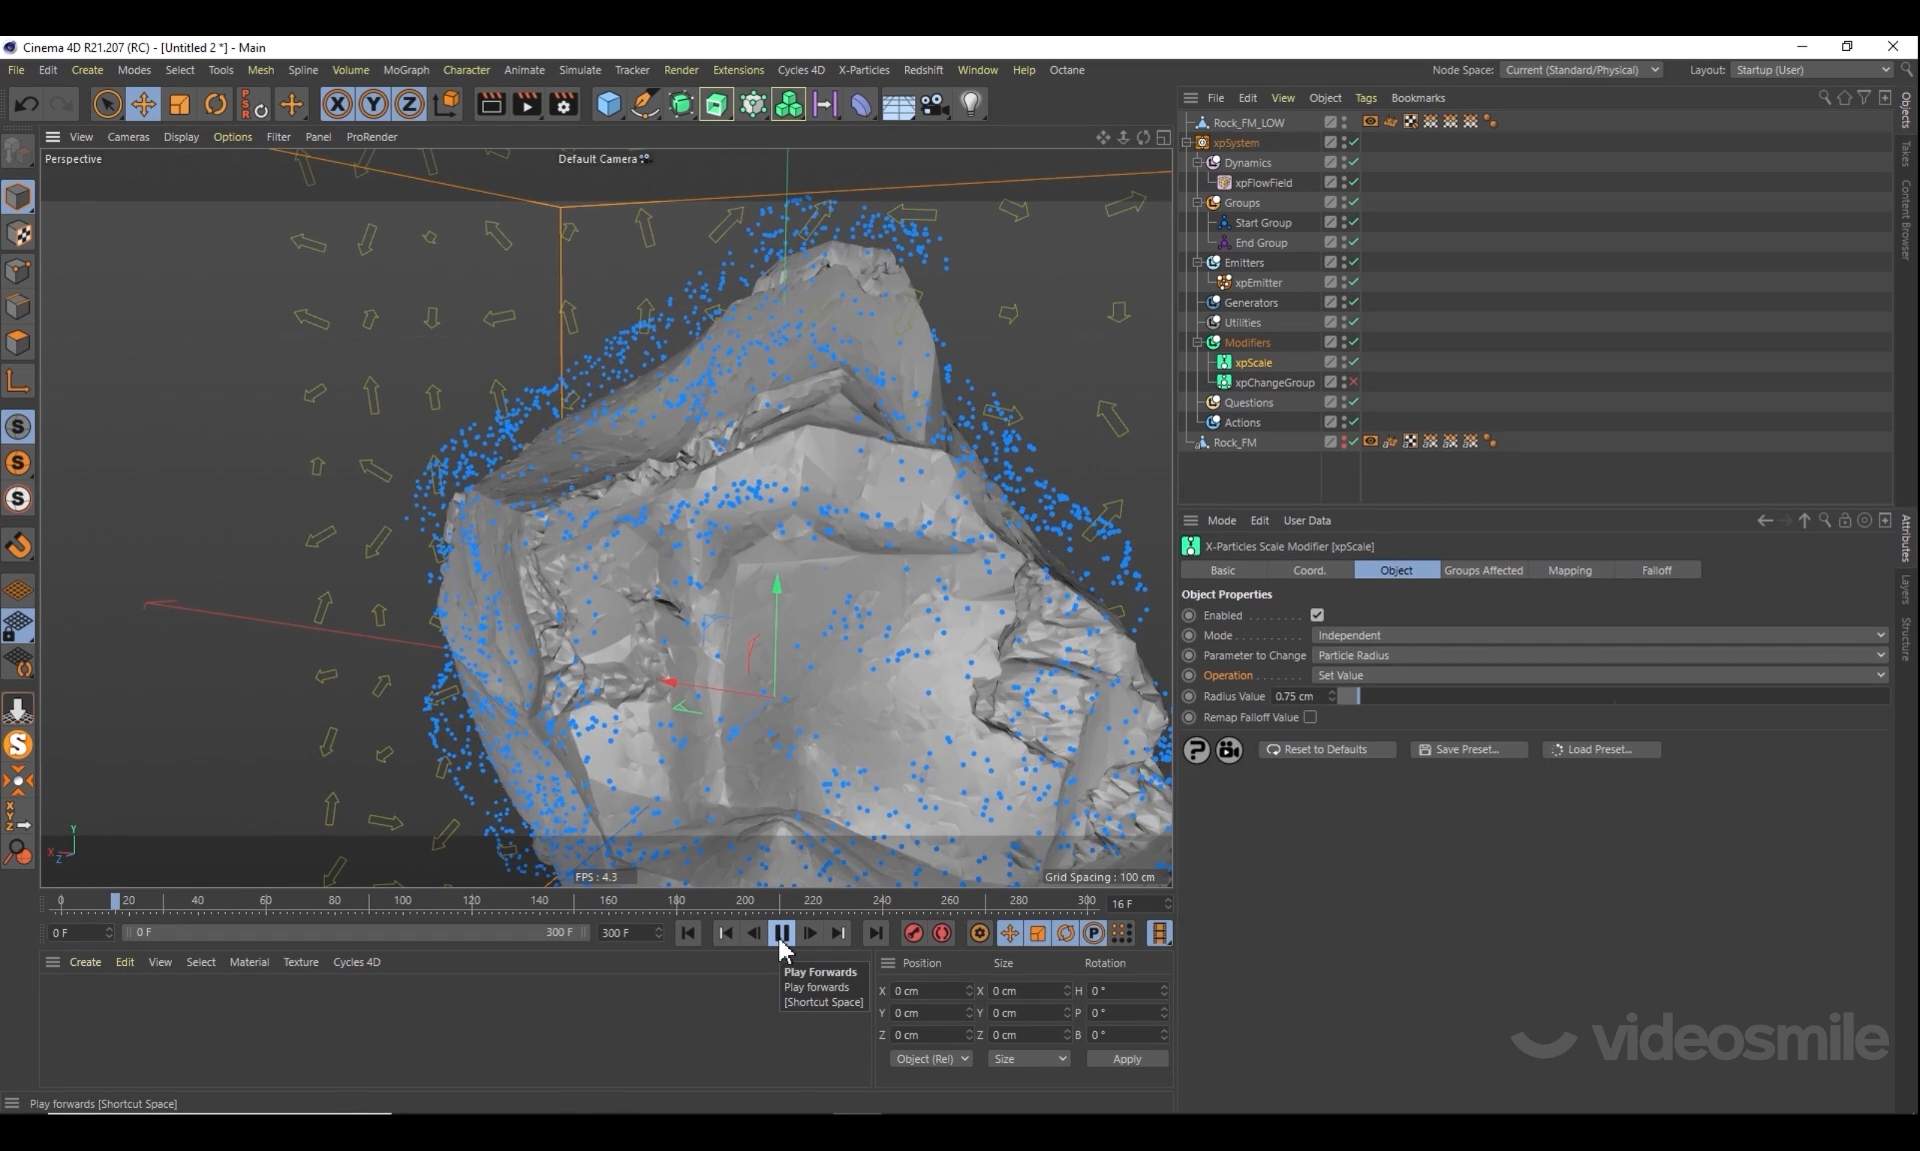 Cinema 4D R21.207 (RC) - [Untitled 2 *] - Main
File Edit Create Modes Select Tools Mesh Spline Volume MoGraph Character Animate Simulate Tracker Render Extensions Cycles 4D X-Particles Redshift Window Help Octane
Node Space: Current (Standard/Physical) Layout: Startup (User)
View Cameras Display Options Filter Panel ProRender
Perspective
Default Camera
FPS : 4.3
Grid Spacing : 100 cm
File Edit View Object Tags Bookmarks
Rock_FM_LOW
xpSystem
Dynamics
xpFlowField
Groups
Start Group
End Group
Emitters
xpEmitter
Generators
Utilities
Modifiers
xpScale
xpChangeGroup
Questions
Actions
Rock_FM
Objects
Takes
Content Browser
Mode Edit User Data
X-Particles Scale Modifier [xpScale]
Basic Coord. Object Groups Affected Mapping Falloff
Object Properties
Enabled
Mode Independent
Parameter to Change Particle Radius
Operation Set Value
Radius Value 0.75 cm
Remap Falloff Value
Reset to Defaults Save Preset... Load Preset...
Attributes
Layers
Structure
0 20 40 60 80 100 120 140 160 180 200 220 240 260 280 300 16 F
0 F 0 F 300 F 300 F
Create Edit View Select Material Texture Cycles 4D
Play Forwards
Play forwards
[Shortcut Space]
Position Size Rotation
X 0 cm X 0 cm H 0 °
Y 0 cm Y 0 cm P 0 °
Z 0 cm Z 0 cm B 0 °
Object (Rel) Size Apply
videosmile
Play forwards [Shortcut Space]